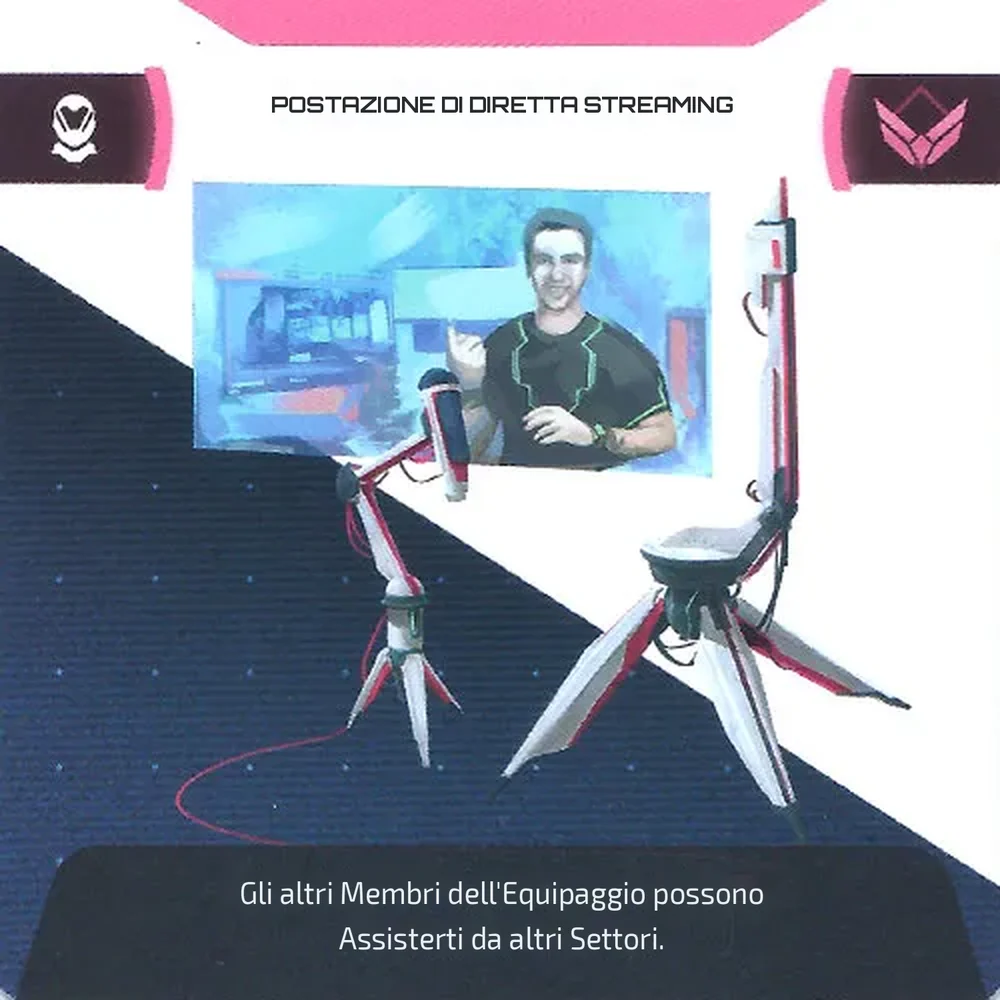 POSTAZIONE DI DIRETTA STREAMING
Gli altri Membri dell'Equipaggio possono
Assisterti da altri Settori.